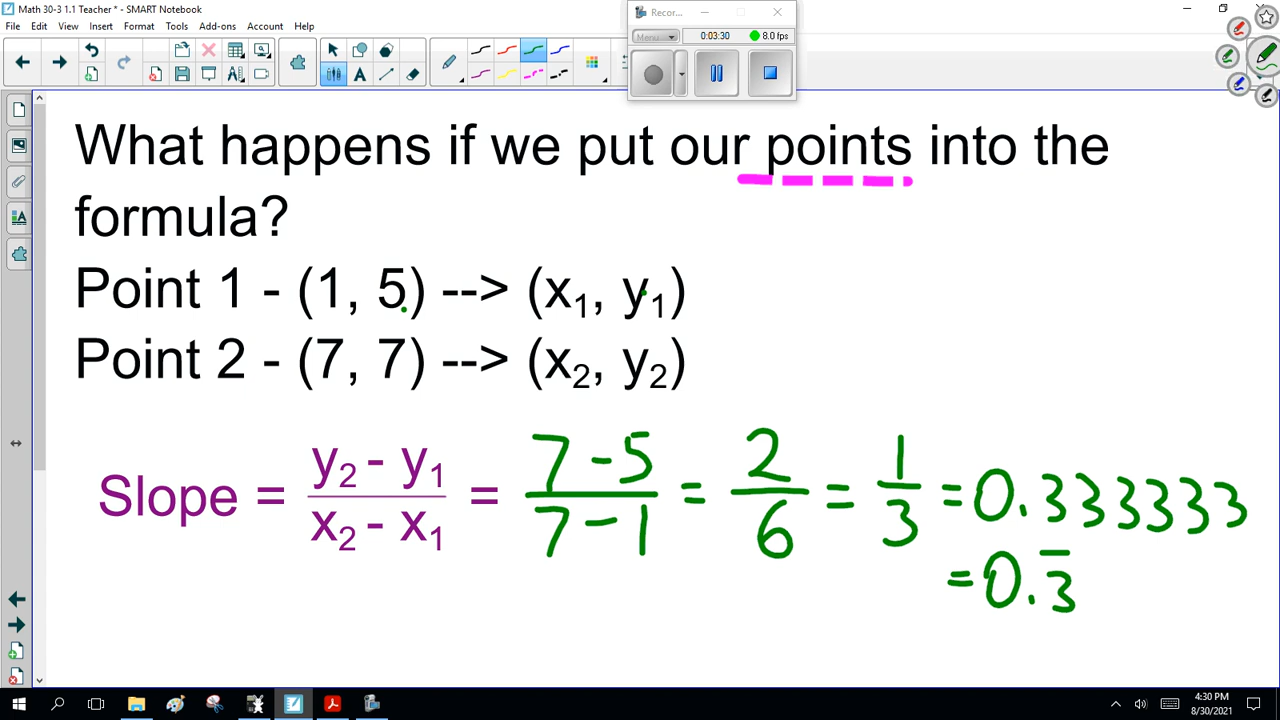 Math 30-3 1.1 Teacher * - SMART Notebook
File Edit View Insert Format Tools Add-ons Account Help
Recor...
Menu 0:03:30 8.0 fps
What happens if we put our points into the
formula?
Point 1 - (1, 5) --> (x₁, y₁)
Point 2 - (7, 7) --> (x₂, y₂)
Slope = (y₂ - y₁)/(x₂ - x₁) = (7-5)/(7-1) = 2/6 = 1/3 = 0.333333
= 0.3̅
4:30 PM
8/30/2021